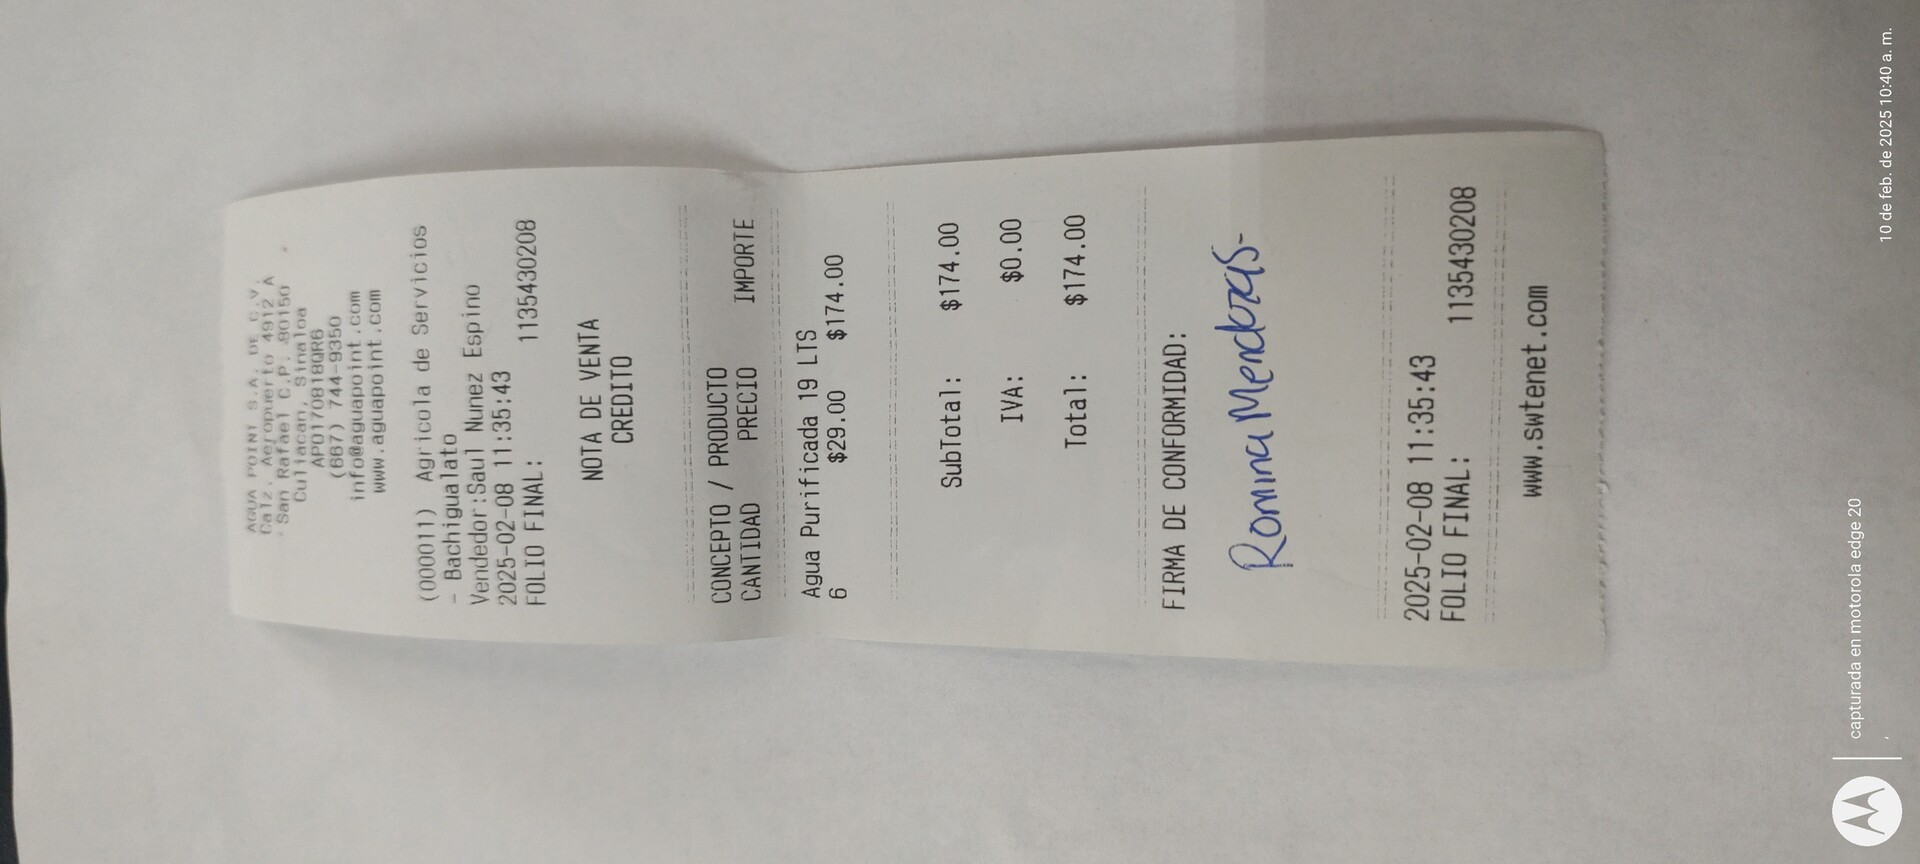 AGUA POINT S.A. DE C.V.
Calz. Aeropuerto 4912 A
San Rafael C.P. 80150
Culiacan, Sinaloa
APO170818QR6
(667) 744-9350
info@aguapoint.com
www.aguapoint.com
(000011) Agricola de Servicios
- Bachigualato
Vendedor:Saul Nunez Espino
2025-02-08 11:35:43
FOLIO FINAL: 1135430208
NOTA DE VENTA
CREDITO
CONCEPTO / PRODUCTO
CANTIDAD PRECIO IMPORTE
Agua Purificada 19 LTS
6 $29.00 $174.00
SubTotal: $174.00
IVA: $0.00
Total: $174.00
FIRMA DE CONFORMIDAD:
Romina Mendoza S.
2025-02-08 11:35:43
FOLIO FINAL: 1135430208
www.swtenet.com
capturada en motorola edge 20
10 de feb. de 2025 10:40 a. m.